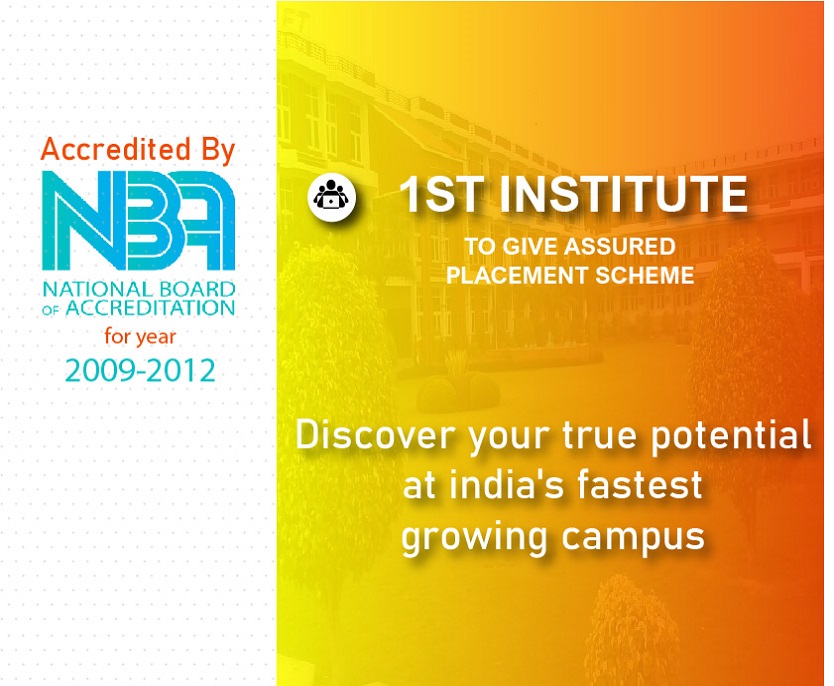 Accredited By
NBA
NATIONAL BOARD
OF ACCREDITATION
for year
2009-2012
1ST INSTITUTE
TO GIVE ASSURED
PLACEMENT SCHEME
Discover your true potential
at india's fastest
growing campus